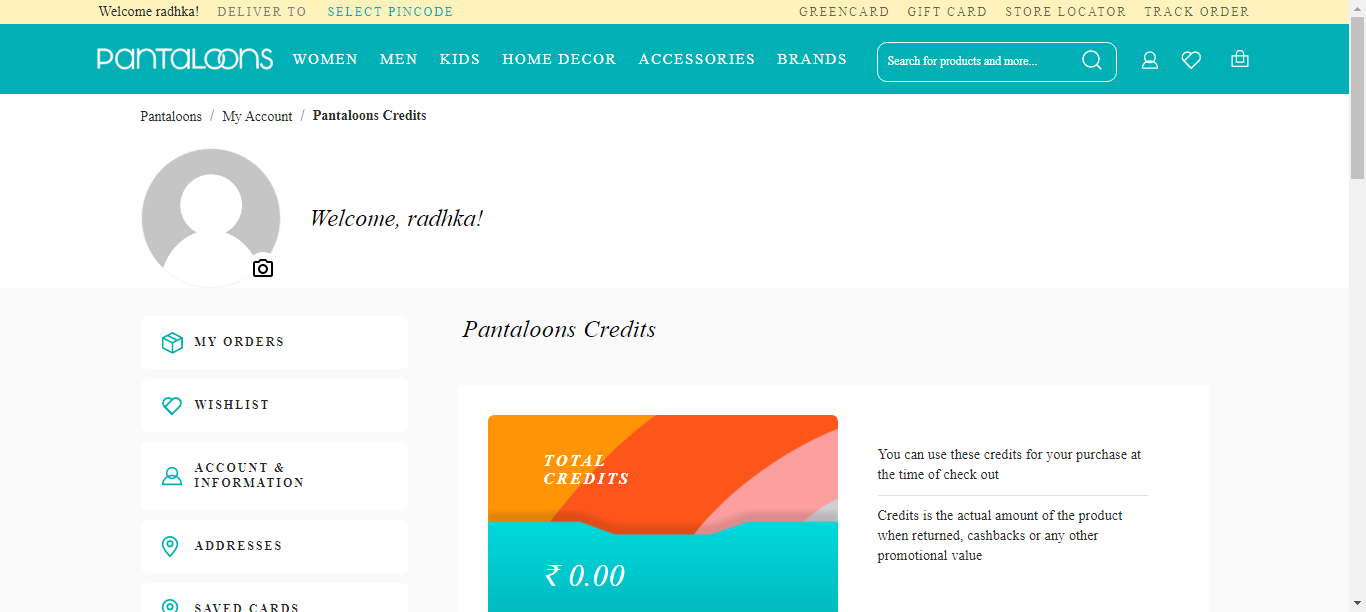 Welcome radhka! DELIVER TO SELECT PINCODE GREENCARD GIFT CARD STORE LOCATOR TRACK ORDER
PANTALOONS WOMEN MEN KIDS HOME DECOR ACCESSORIES BRANDS Search for products and more...
Pantaloons / My Account / Pantaloons Credits
Welcome, radhka!
MY ORDERS
WISHLIST
ACCOUNT &
INFORMATION
ADDRESSES
SAVED CARDS
Pantaloons Credits
TOTAL
CREDITS
₹ 0.00
You can use these credits for your purchase at
the time of check out
Credits is the actual amount of the product
when returned, cashbacks or any other
promotional value